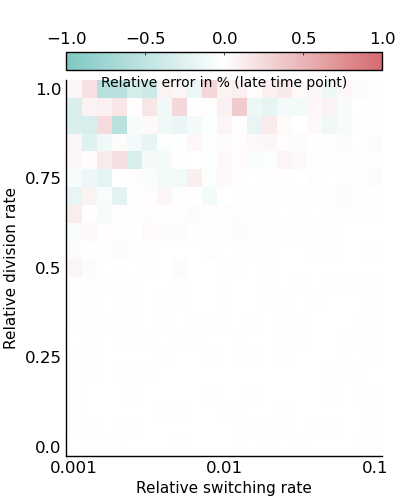 −1.0 −0.5 0.0 0.5 1.0
Relative error in % (late time point)
1.0
0.75
0.5
0.25
0.0
Relative division rate
0.001 0.01 0.1
Relative switching rate